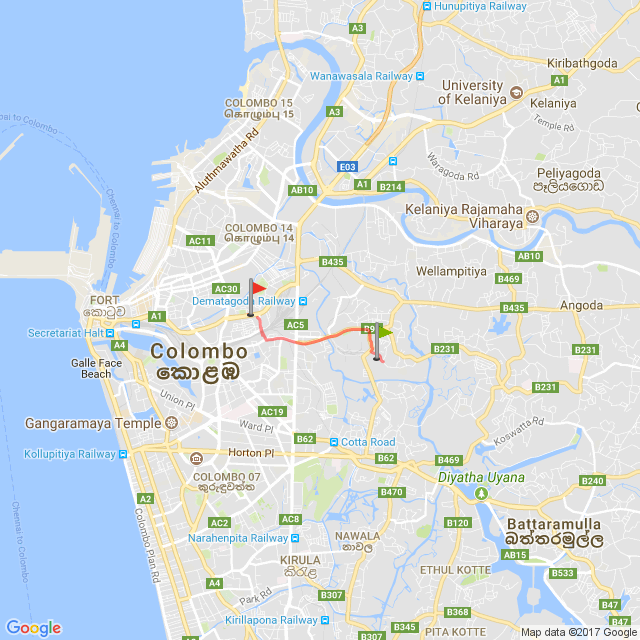 Hunupitiya Railway
A3
Kiribathgoda
Wanawasala Railway
University
of Kelaniya
Kelaniya
COLOMBO 15
கொழும்பு 15
A3
Temple Rd
Aluthmawatha Rd
Waragoda Rd
E03
A1
B214
AB10
Peliyagoda
පෑලියගොඩ
Chennai to Colombo
to Colombo
Kelaniya Rajamaha
Viharaya
COLOMBO 14
கொழும்பு 14
AC11
AB10
B435
Wellampitiya
B469
AC30
FORT
කොටුව
Dematagoda Railway
B435
Angoda
A1
AC5
Secretariat Halt
A4
B231
B231
Colombo
කොළඹ
Galle Face
Beach
B231
Union Pl
AC19
Gangaramaya Temple
Ward Pl
Koswatta Rd
B62
Cotta Road
Kollupitiya Railway
Horton Pl
B62
B469
COLOMBO 07
කුරුඳුවත්ත
Diyatha Uyana
B470
A2
AC2
AC8
B120
Battaramulla
බත්තරමුල්ල
Colombo Plan Rd
NAWALA
නාවල
Narahenpita Railway
AB15
Colombo
to Colombo
KIRULA
කිරුළ
ETHUL KOTTE
B533
A4
Park Rd
B307
B368
B47
Kirillapona Railway
B345
B307
PITA KOTTE
B47
Google
Map data ©2017 Goo